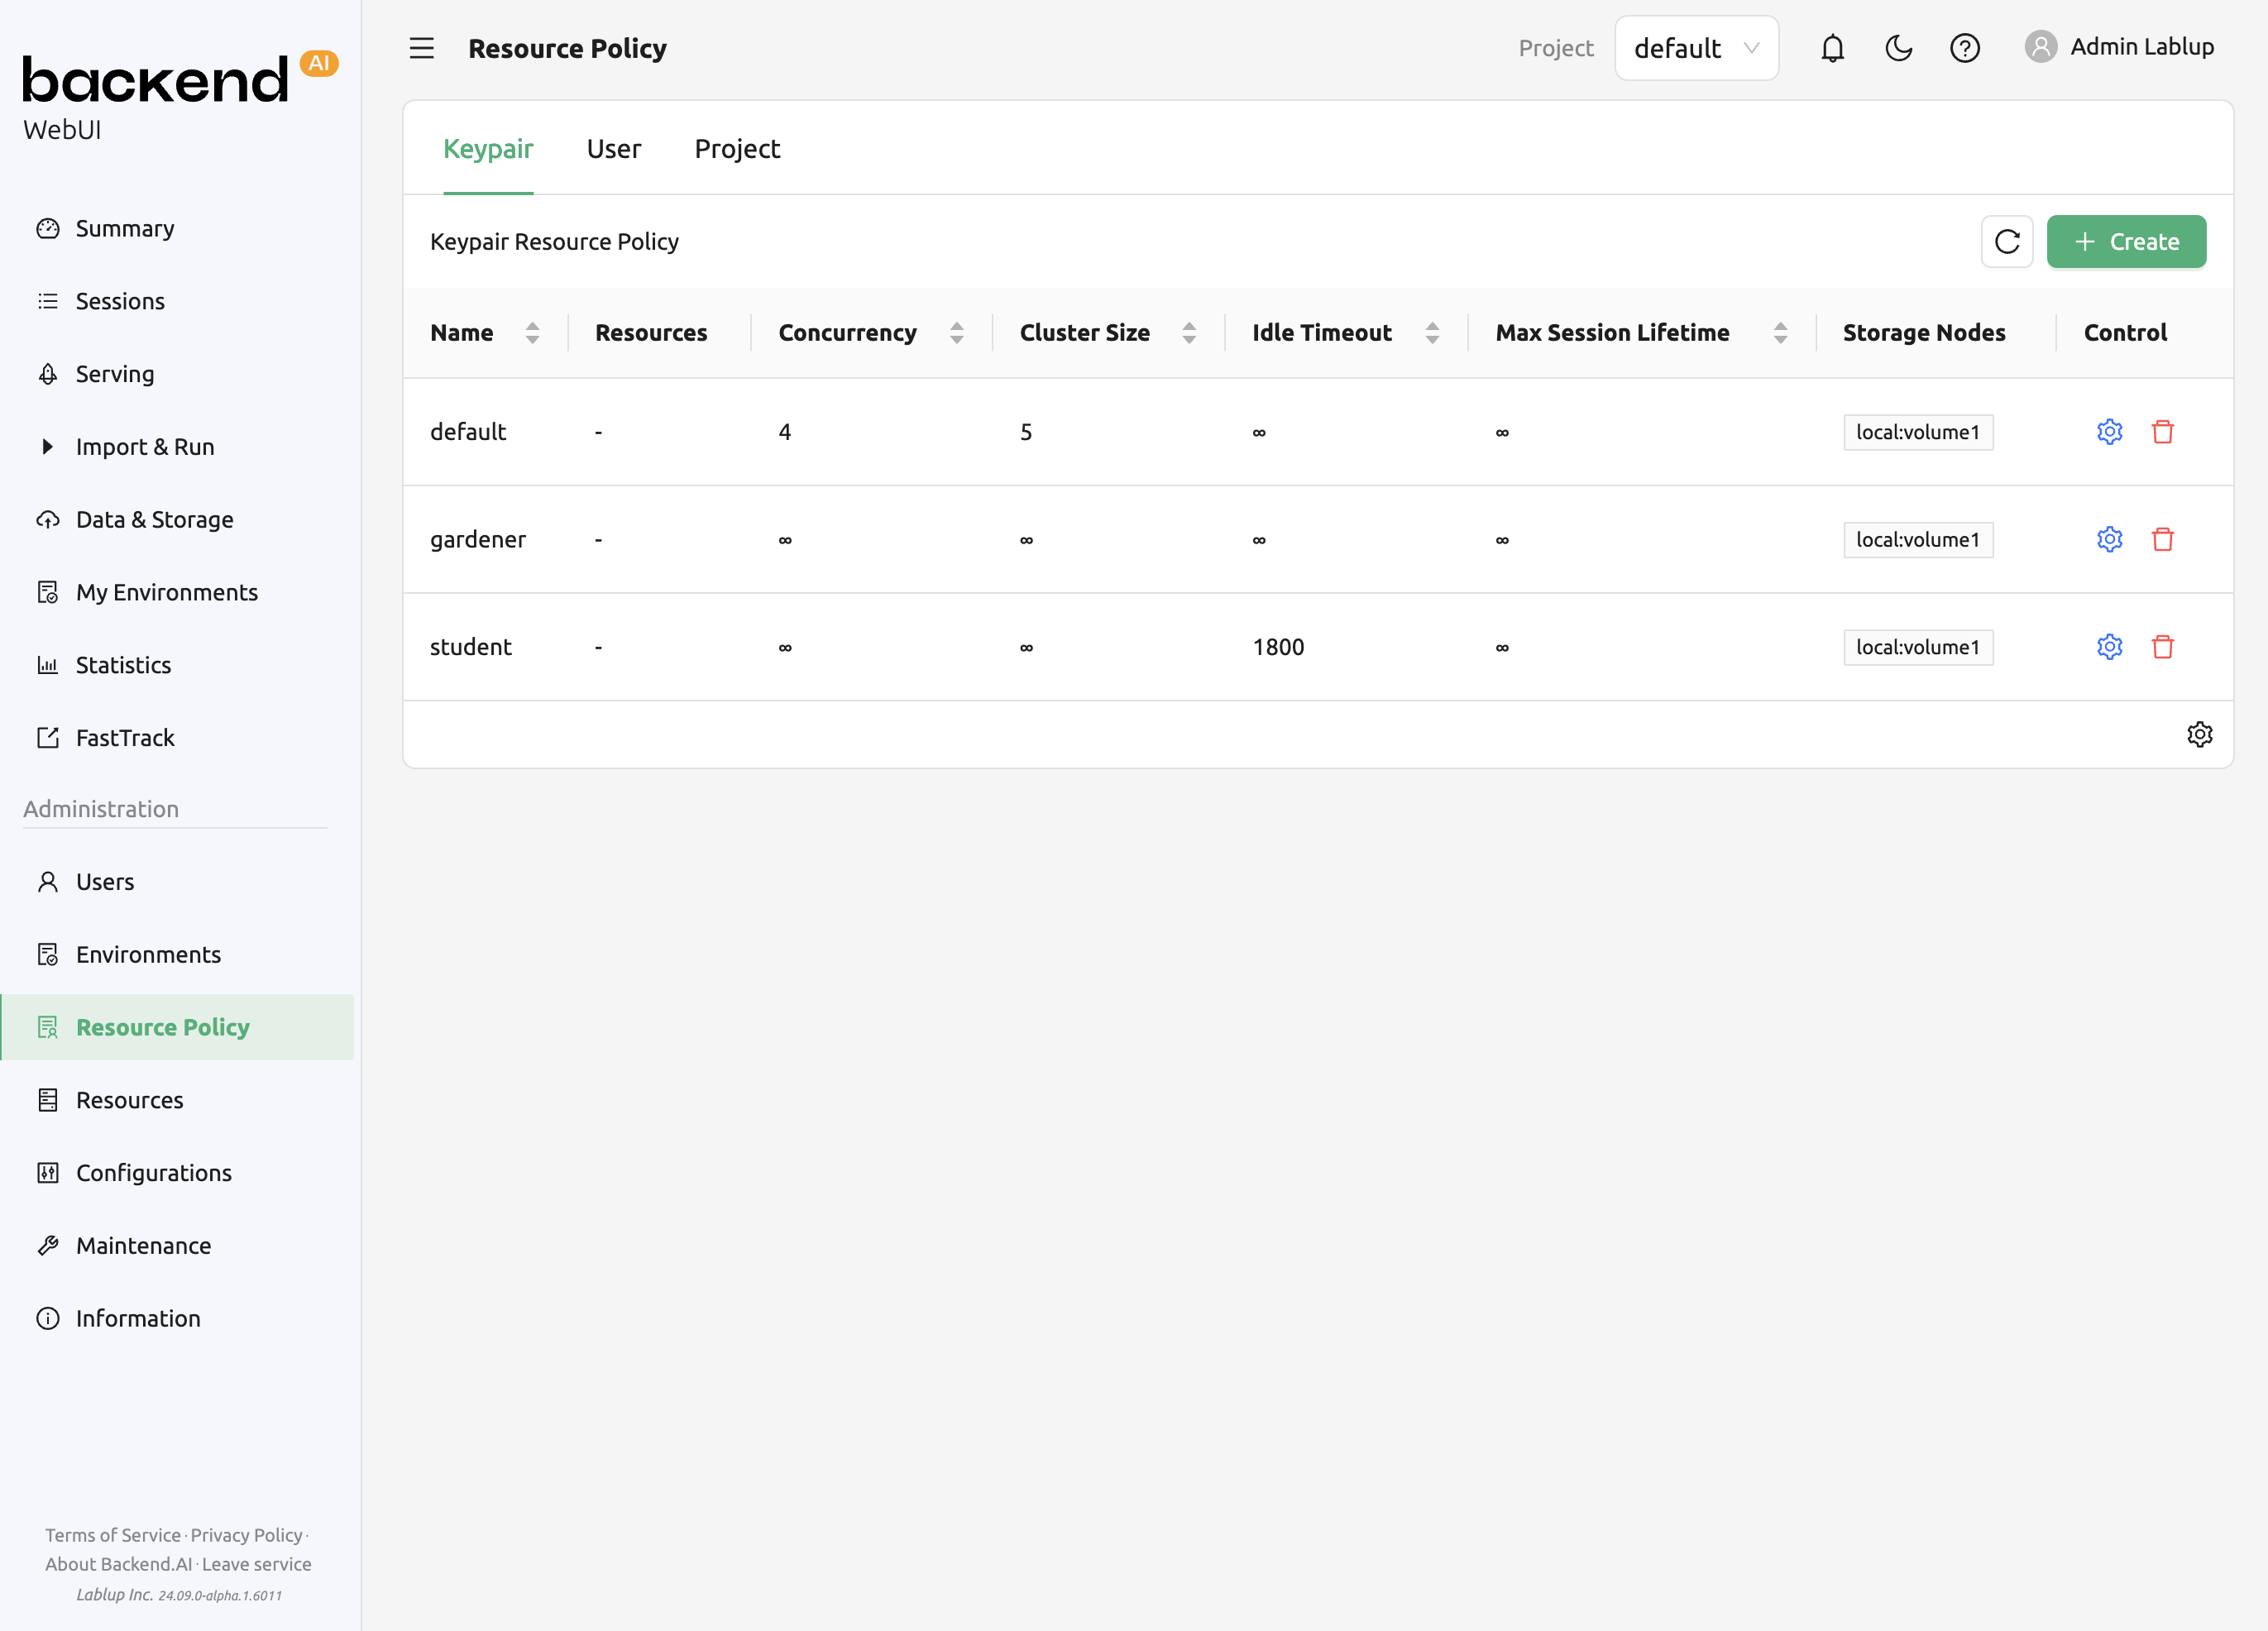 backend AI
WebUI
Summary
Sessions
Serving
Import & Run
Data & Storage
My Environments
Statistics
FastTrack
Administration
Users
Environments
Resource Policy
Resources
Configurations
Maintenance
Information
Terms of Service · Privacy Policy ·
About Backend.AI · Leave service
Lablup Inc. 24.09.0-alpha.1.6011
Resource Policy
Project default
Admin Lablup
Keypair User Project
Keypair Resource Policy
+ Create
Name Resources Concurrency Cluster Size Idle Timeout Max Session Lifetime Storage Nodes Control
default - 4 5 ∞ ∞ local:volume1
gardener - ∞ ∞ ∞ ∞ local:volume1
student - ∞ ∞ 1800 ∞ local:volume1